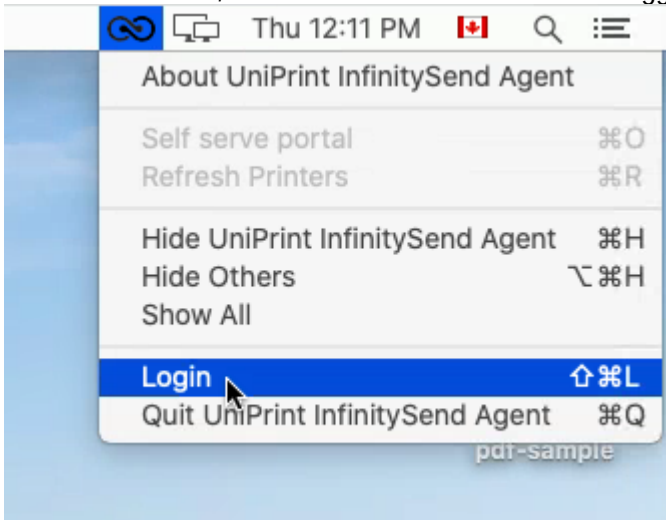 Thu 12:11 PM
About UniPrint InfinitySend Agent
Self serve portal ⌘O
Refresh Printers ⌘R
Hide UniPrint InfinitySend Agent ⌘H
Hide Others ⌥⌘H
Show All
Login ⇧⌘L
Quit UniPrint InfinitySend Agent ⌘Q
pdf-sample